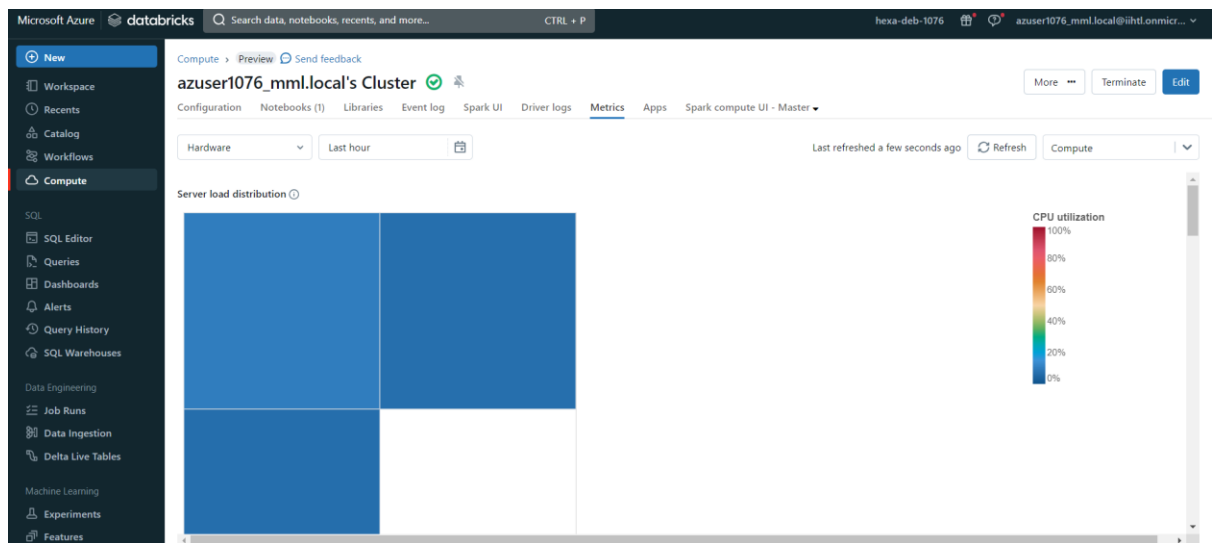 Microsoft Azure databricks Search data, notebooks, recents, and more... CTRL + P hexa-deb-1076 azuser1076_mml.local@iihtl.onmicr...
New
Workspace
Recents
Catalog
Workflows
Compute
SQL
SQL Editor
Queries
Dashboards
Alerts
Query History
SQL Warehouses
Data Engineering
Job Runs
Data Ingestion
Delta Live Tables
Machine Learning
Experiments
Features
Compute › Preview Send feedback
azuser1076_mml.local's Cluster
More ... Terminate Edit
Configuration Notebooks (1) Libraries Event log Spark UI Driver logs Metrics Apps Spark compute UI - Master
Hardware Last hour Last refreshed a few seconds ago Refresh Compute
Server load distribution
CPU utilization
100%
80%
60%
40%
20%
0%